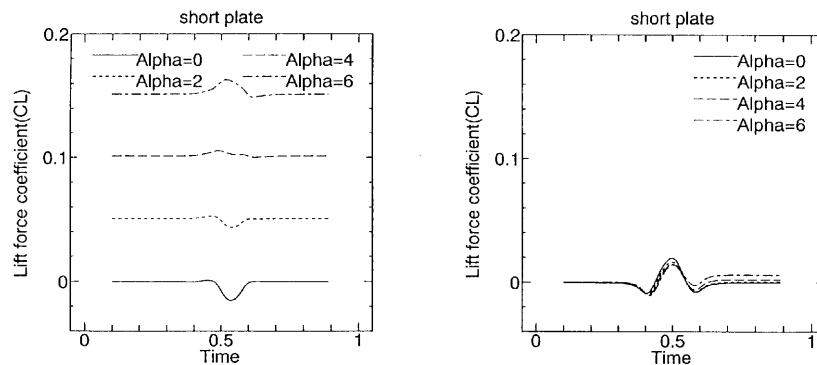 short plate
0.2
0.1
0
Lift force coefficient(CL)
Alpha=0
Alpha=2
Alpha=4
Alpha=6
0
0.5
1
Time
short plate
0.2
0.1
0
Lift force coefficient(CL)
Alpha=0
Alpha=2
Alpha=4
Alpha=6
0
0.5
1
Time